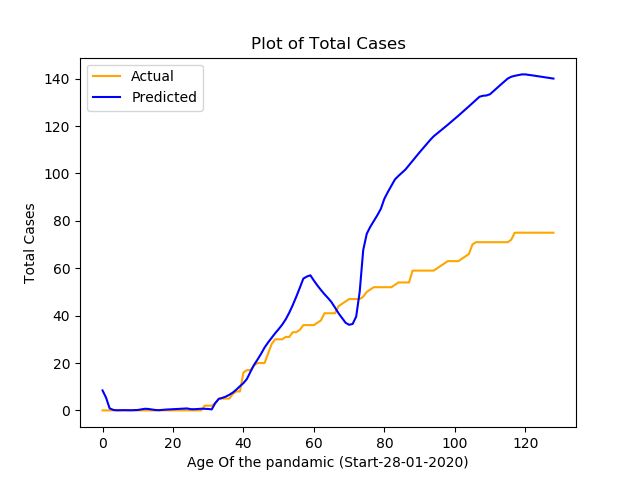 Plot of Total Cases
Actual
Predicted
Total Cases
140
120
100
80
60
40
20
0
0 20 40 60 80 100 120
Age Of the pandamic (Start-28-01-2020)